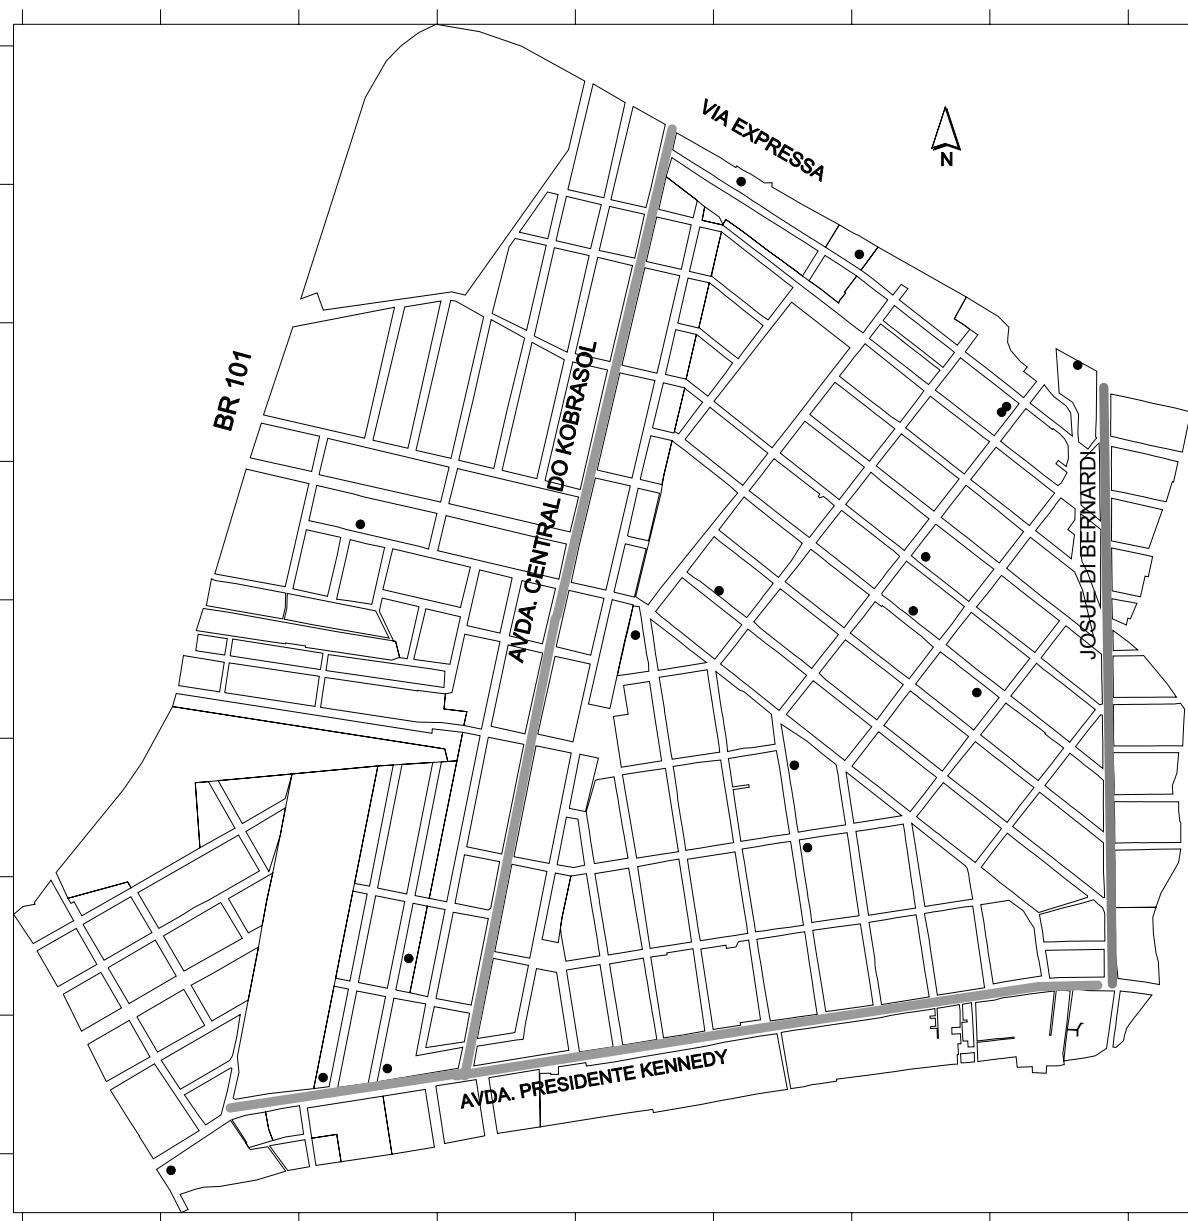 VIA EXPRESSA
N
BR 101
AVDA. CENTRAL DO KOBRASOL
JOSUE DI BERNARDI
AVDA. PRESIDENTE KENNEDY